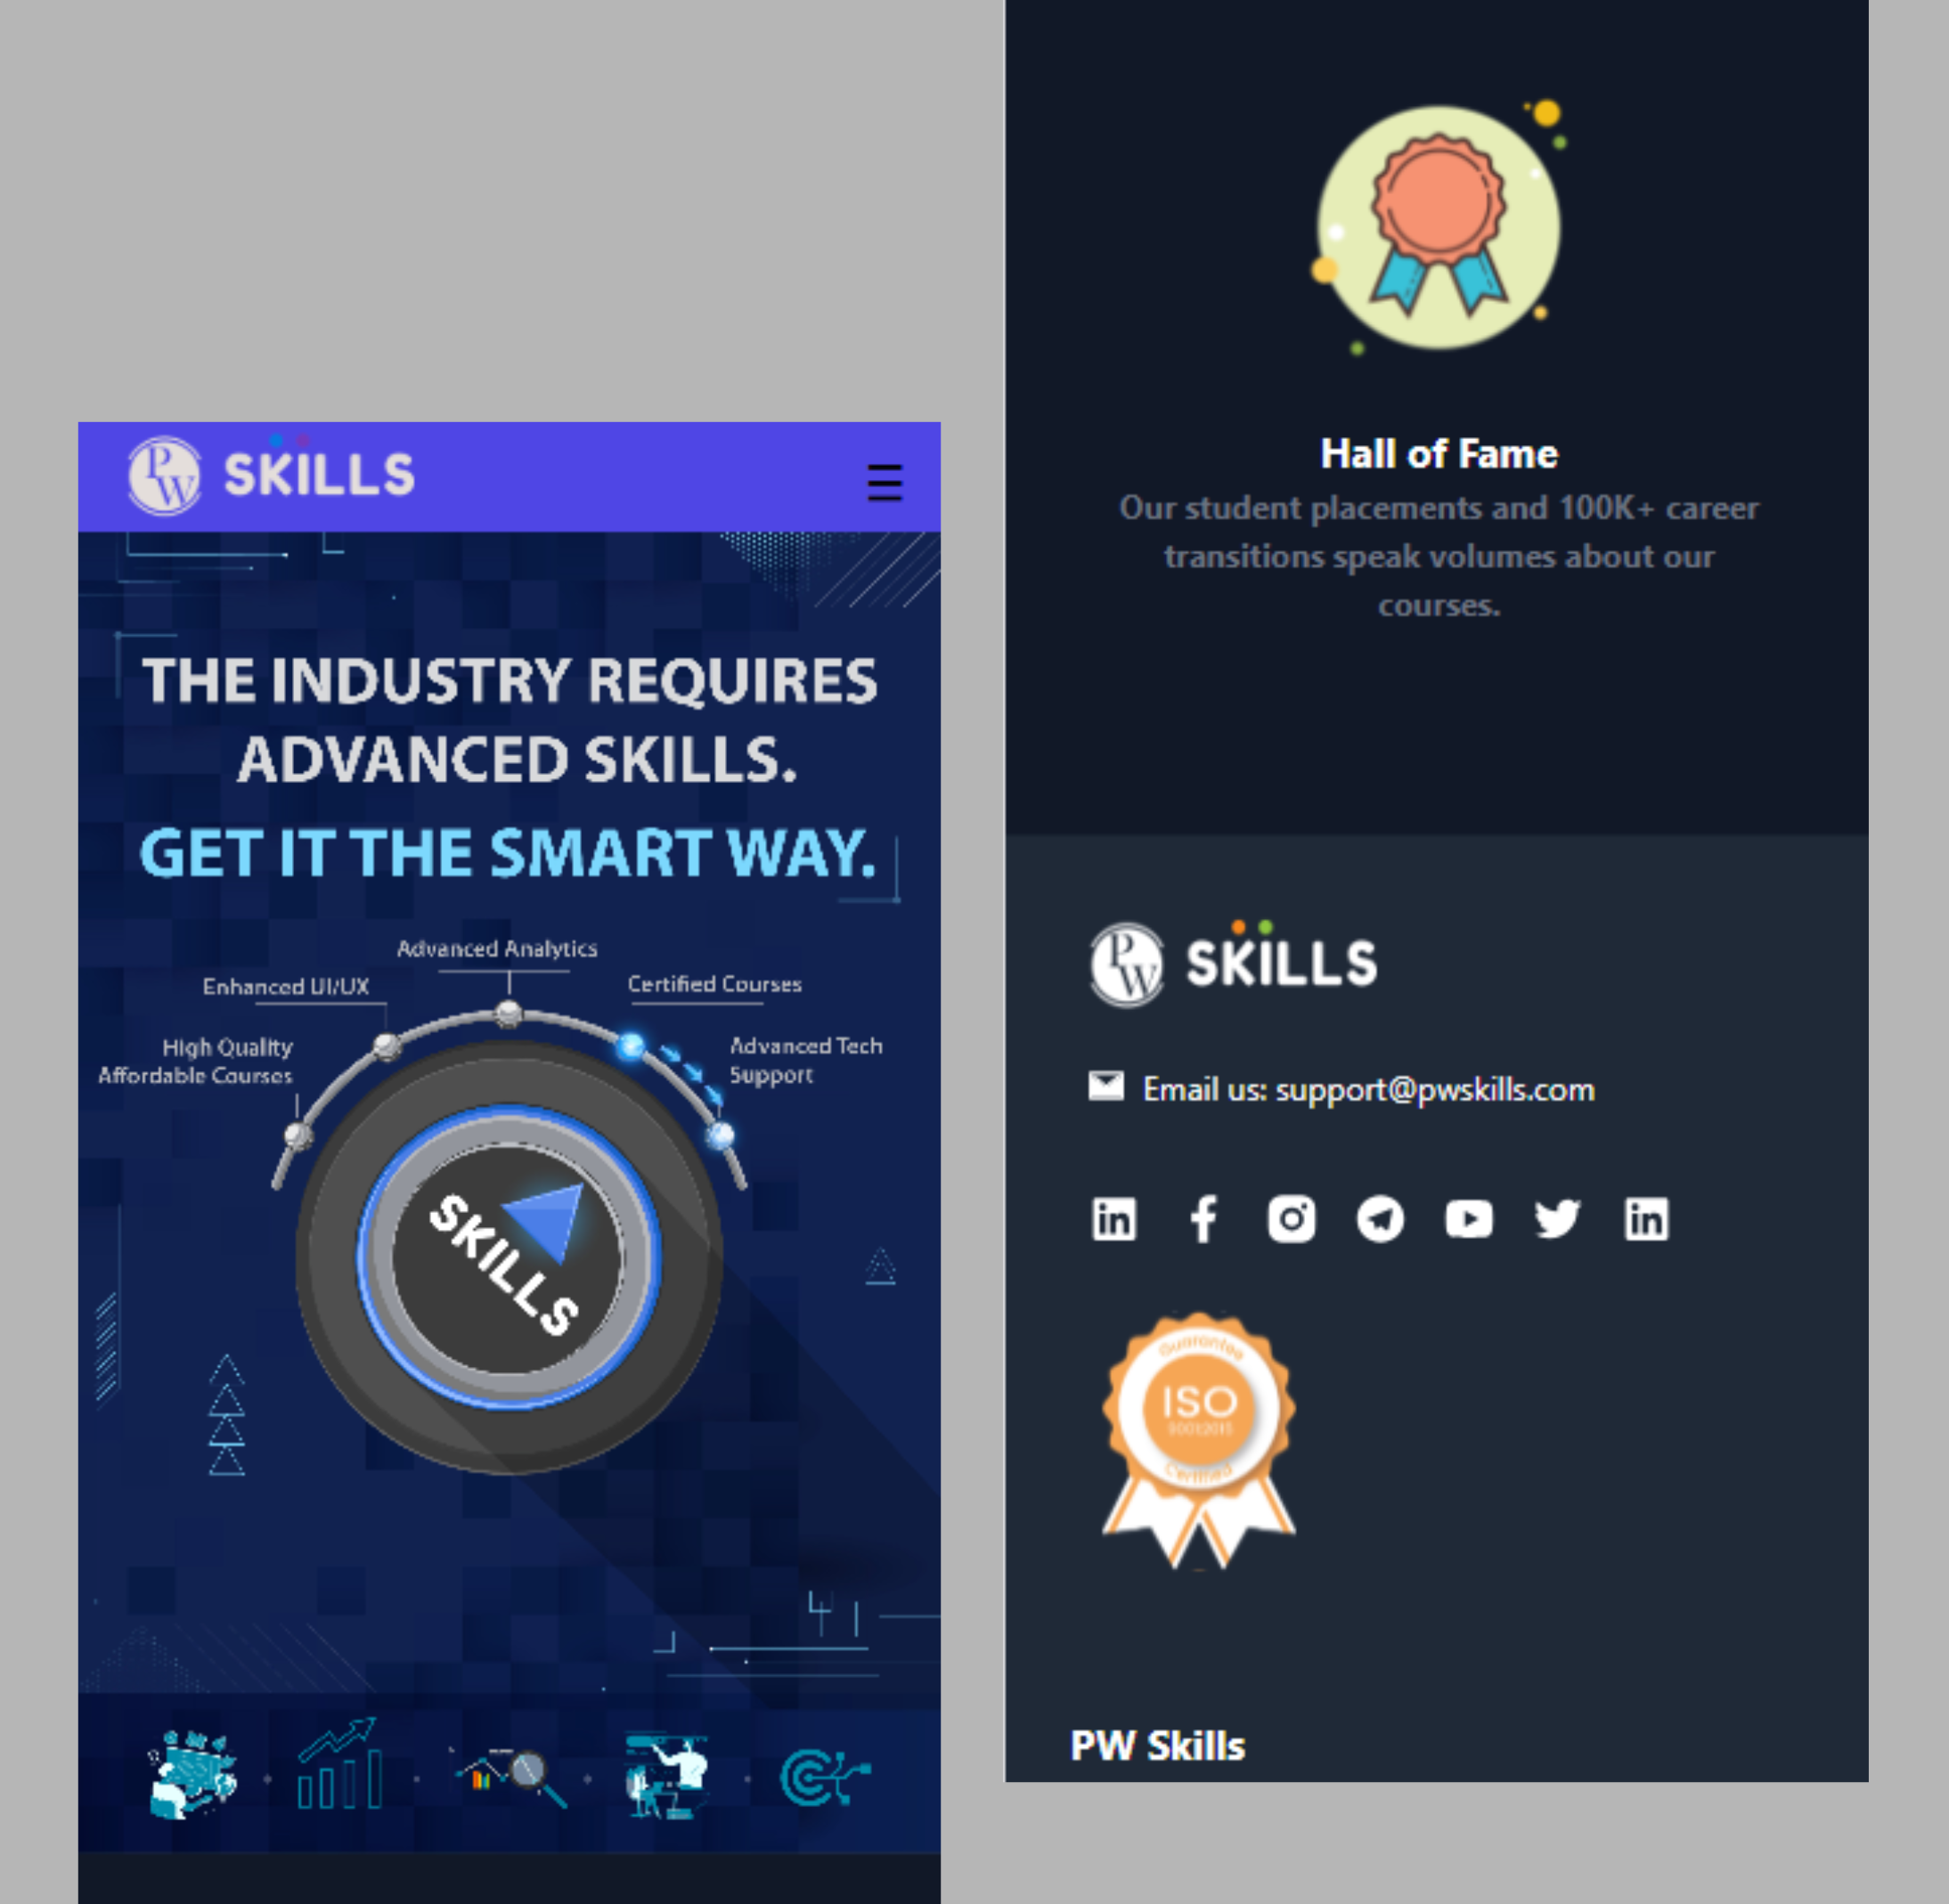 PW SKILLS
THE INDUSTRY REQUIRES
ADVANCED SKILLS.
GET IT THE SMART WAY.
Advanced Analytics
Enhanced UI/UX
Certified Courses
High Quality
Affordable Courses
Advanced Tech
Support
SKILLS
Hall of Fame
Our student placements and 100K+ career
transitions speak volumes about our
courses.
PW SKILLS
Email us: support@pwskills.com
Guarantee
ISO
Certified
PW Skills